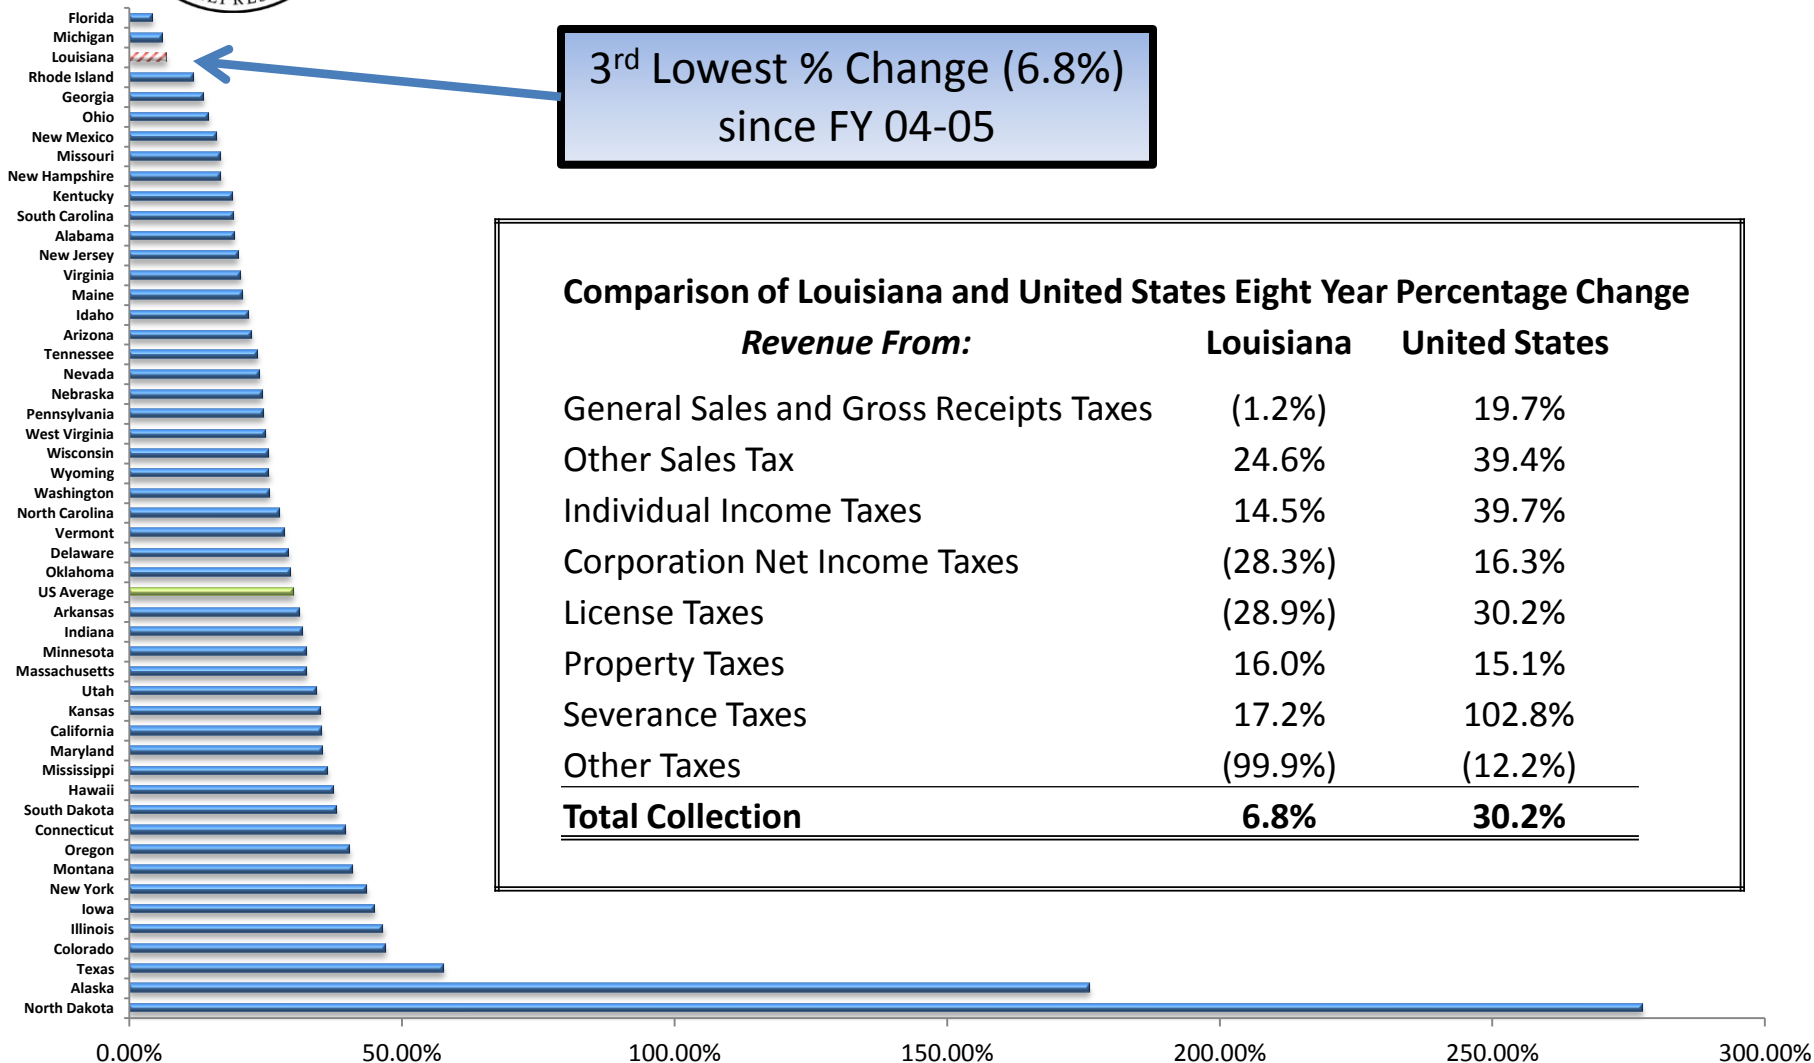 Florida
Michigan
Louisiana
Rhode Island
Georgia
Ohio
New Mexico
Missouri
New Hampshire
Kentucky
South Carolina
Alabama
New Jersey
Virginia
Maine
Idaho
Arizona
Tennessee
Nevada
Nebraska
Pennsylvania
West Virginia
Wisconsin
Wyoming
Washington
North Carolina
Vermont
Delaware
Oklahoma
US Average
Arkansas
Indiana
Minnesota
Massachusetts
Utah
Kansas
California
Maryland
Mississippi
Hawaii
South Dakota
Connecticut
Oregon
Montana
New York
Iowa
Illinois
Colorado
Texas
Alaska
North Dakota
0.00% 50.00% 100.00% 150.00% 200.00% 250.00% 300.00%
3rd Lowest % Change (6.8%)
since FY 04-05
Comparison of Louisiana and United States Eight Year Percentage Change
Revenue From: Louisiana United States
General Sales and Gross Receipts Taxes (1.2%) 19.7%
Other Sales Tax 24.6% 39.4%
Individual Income Taxes 14.5% 39.7%
Corporation Net Income Taxes (28.3%) 16.3%
License Taxes (28.9%) 30.2%
Property Taxes 16.0% 15.1%
Severance Taxes 17.2% 102.8%
Other Taxes (99.9%) (12.2%)
Total Collection 6.8% 30.2%